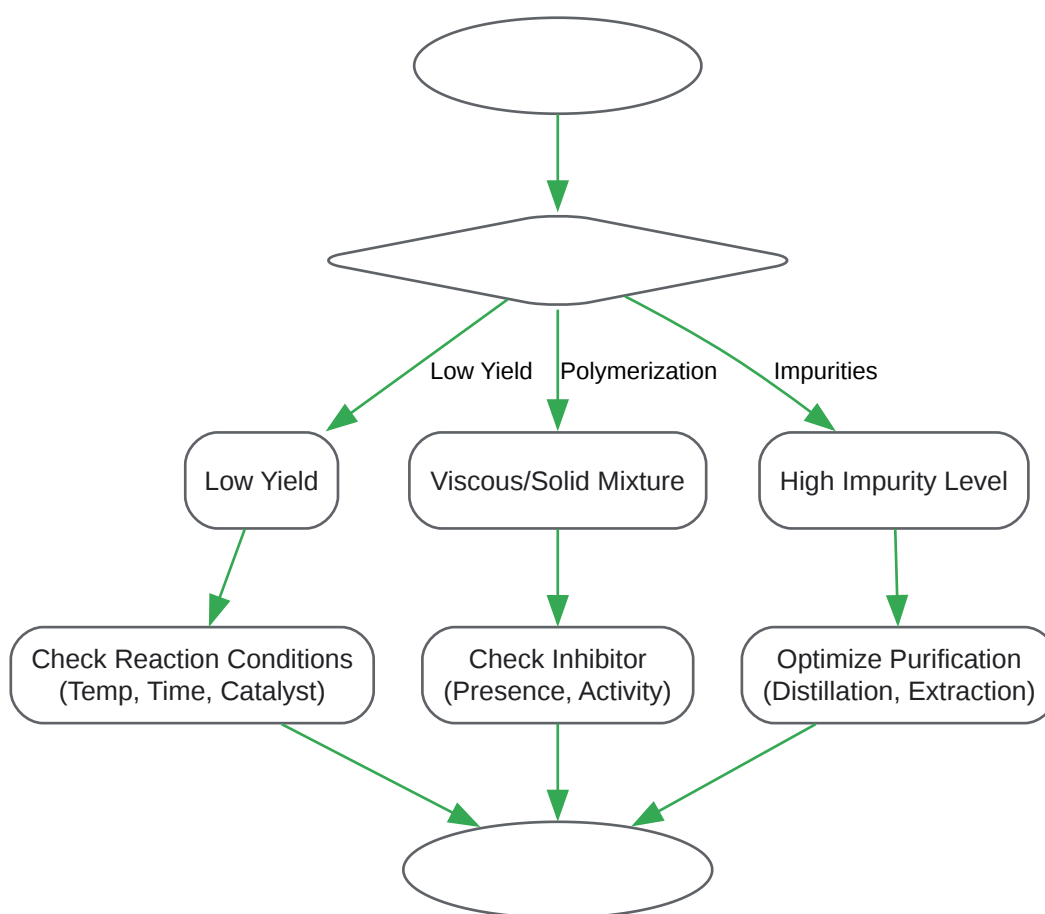 Low Yield
Polymerization
Impurities
Low Yield
Viscous/Solid Mixture
High Impurity Level
Check Reaction Conditions
(Temp, Time, Catalyst)
Check Inhibitor
(Presence, Activity)
Optimize Purification
(Distillation, Extraction)